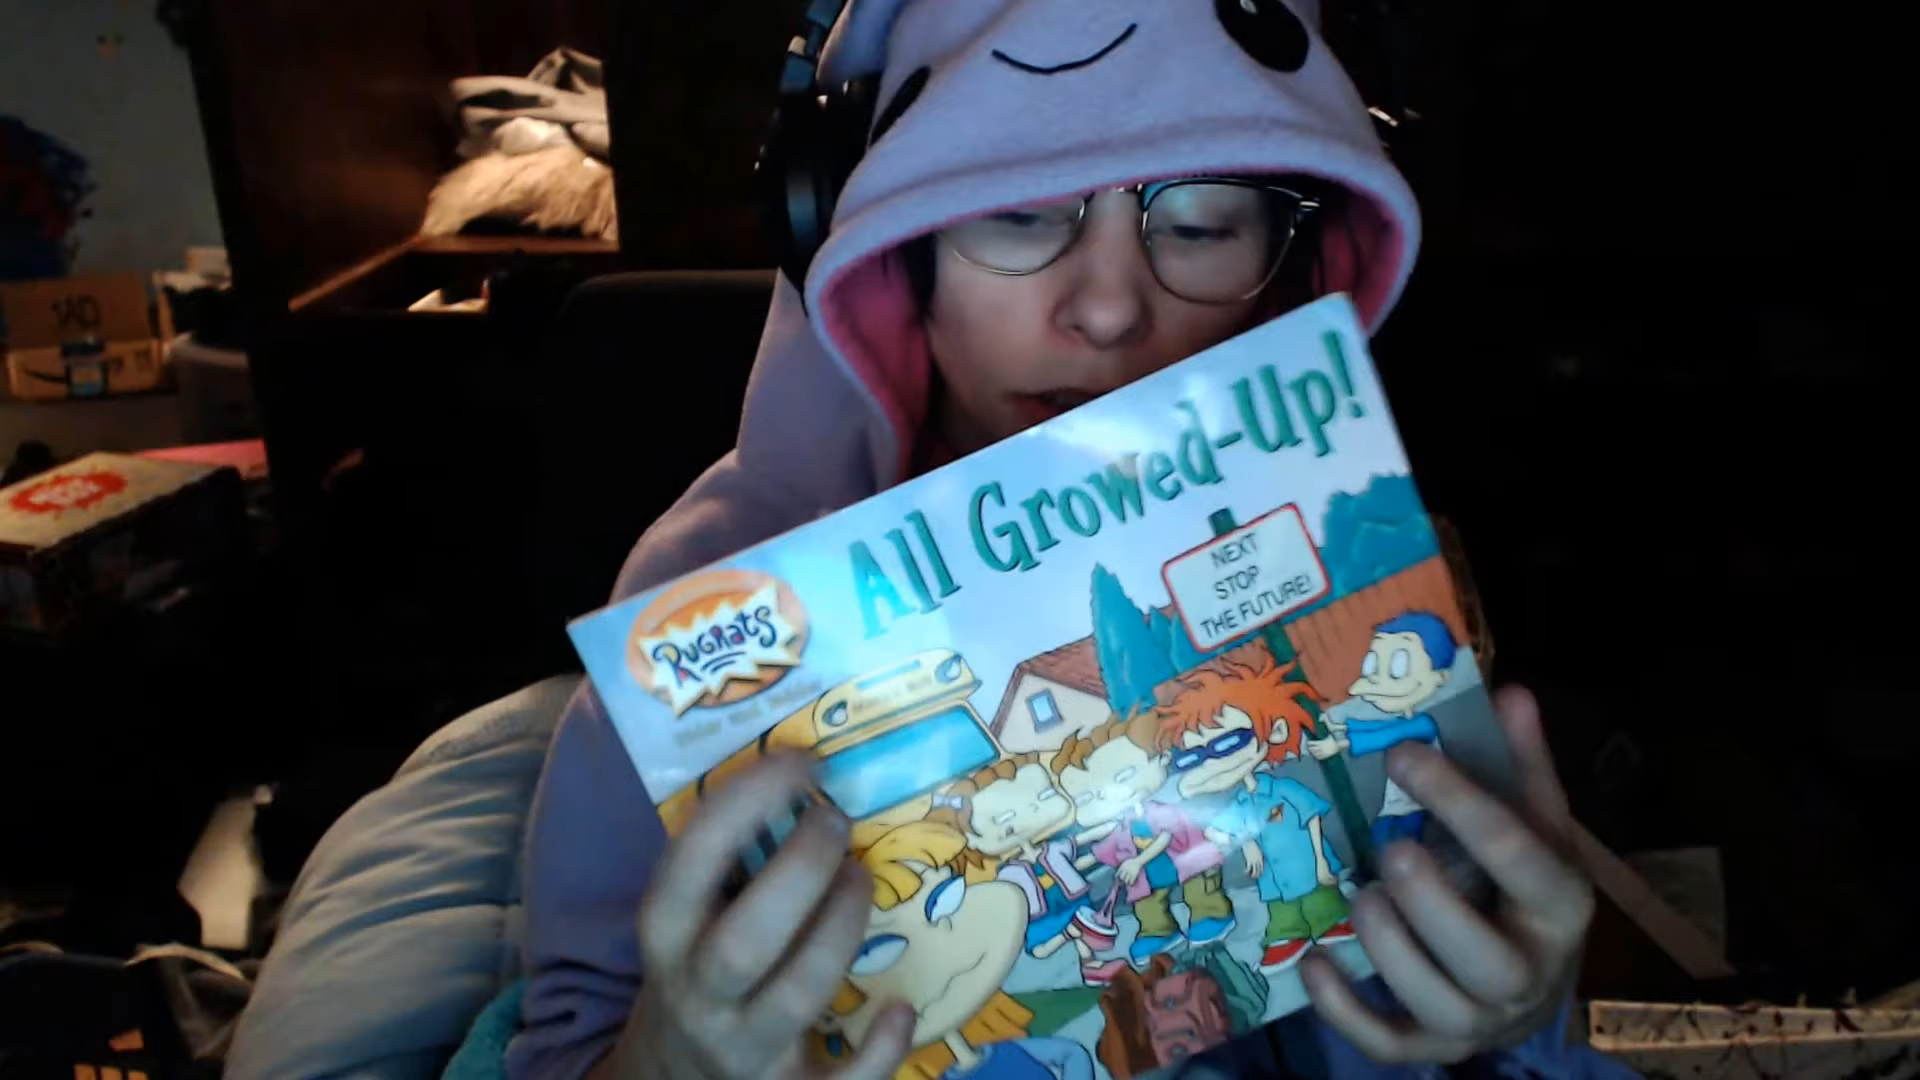 All Growed-Up!
RUGRATS
NEXT
STOP
THE FUTURE!